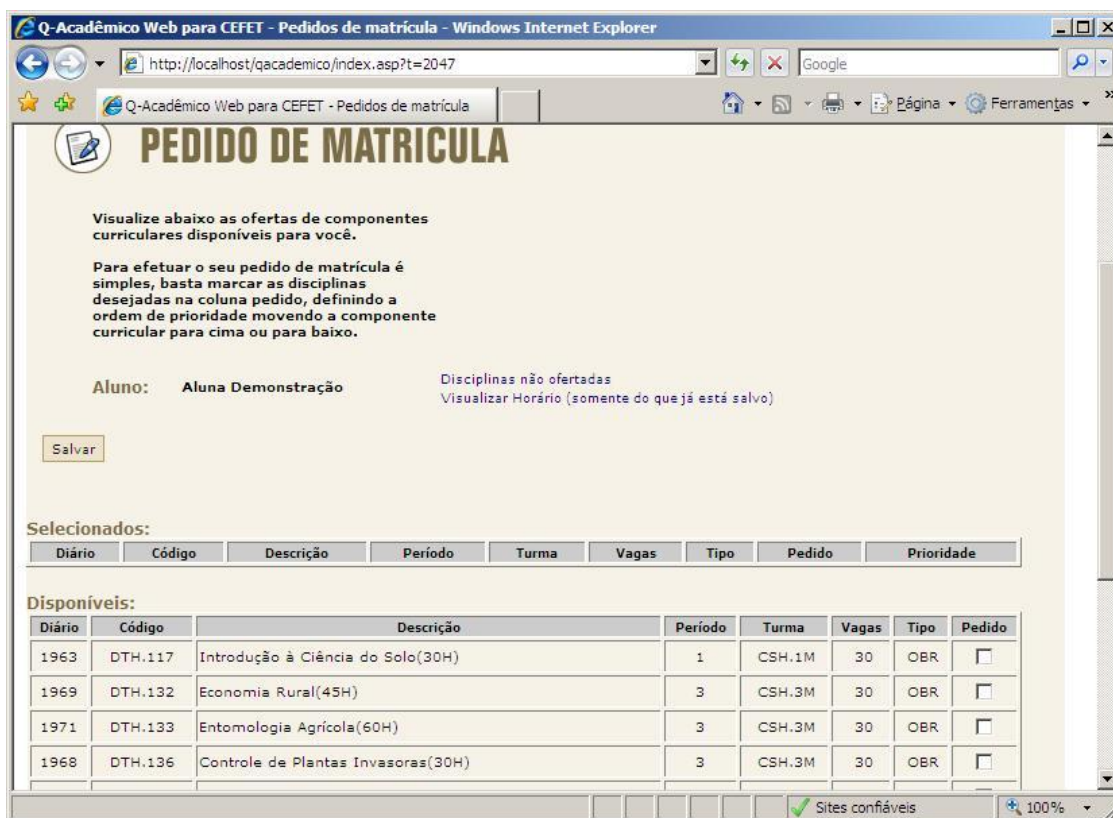 Q-Acadêmico Web para CEFET - Pedidos de matrícula - Windows Internet Explorer
http://localhost/qacademico/index.asp?t=2047
Google
Q-Acadêmico Web para CEFET - Pedidos de matrícula
Página
Ferramentas
PEDIDO DE MATRICULA
Visualize abaixo as ofertas de componentes
curriculares disponíveis para você.
Para efetuar o seu pedido de matrícula é
simples, basta marcar as disciplinas
desejadas na coluna pedido, definindo a
ordem de prioridade movendo a componente
curricular para cima ou para baixo.
Aluno: Aluna Demonstração
Disciplinas não ofertadas
Visualizar Horário (somente do que já está salvo)
Salvar
Selecionados:
Diário Código Descrição Período Turma Vagas Tipo Pedido Prioridade
Disponíveis:
Diário Código Descrição Período Turma Vagas Tipo Pedido
1963 DTH.117 Introdução à Ciência do Solo(30H) 1 CSH.1M 30 OBR
1969 DTH.132 Economia Rural(45H) 3 CSH.3M 30 OBR
1971 DTH.133 Entomologia Agrícola(60H) 3 CSH.3M 30 OBR
1968 DTH.136 Controle de Plantas Invasoras(30H) 3 CSH.3M 30 OBR
Sites confiáveis
100%